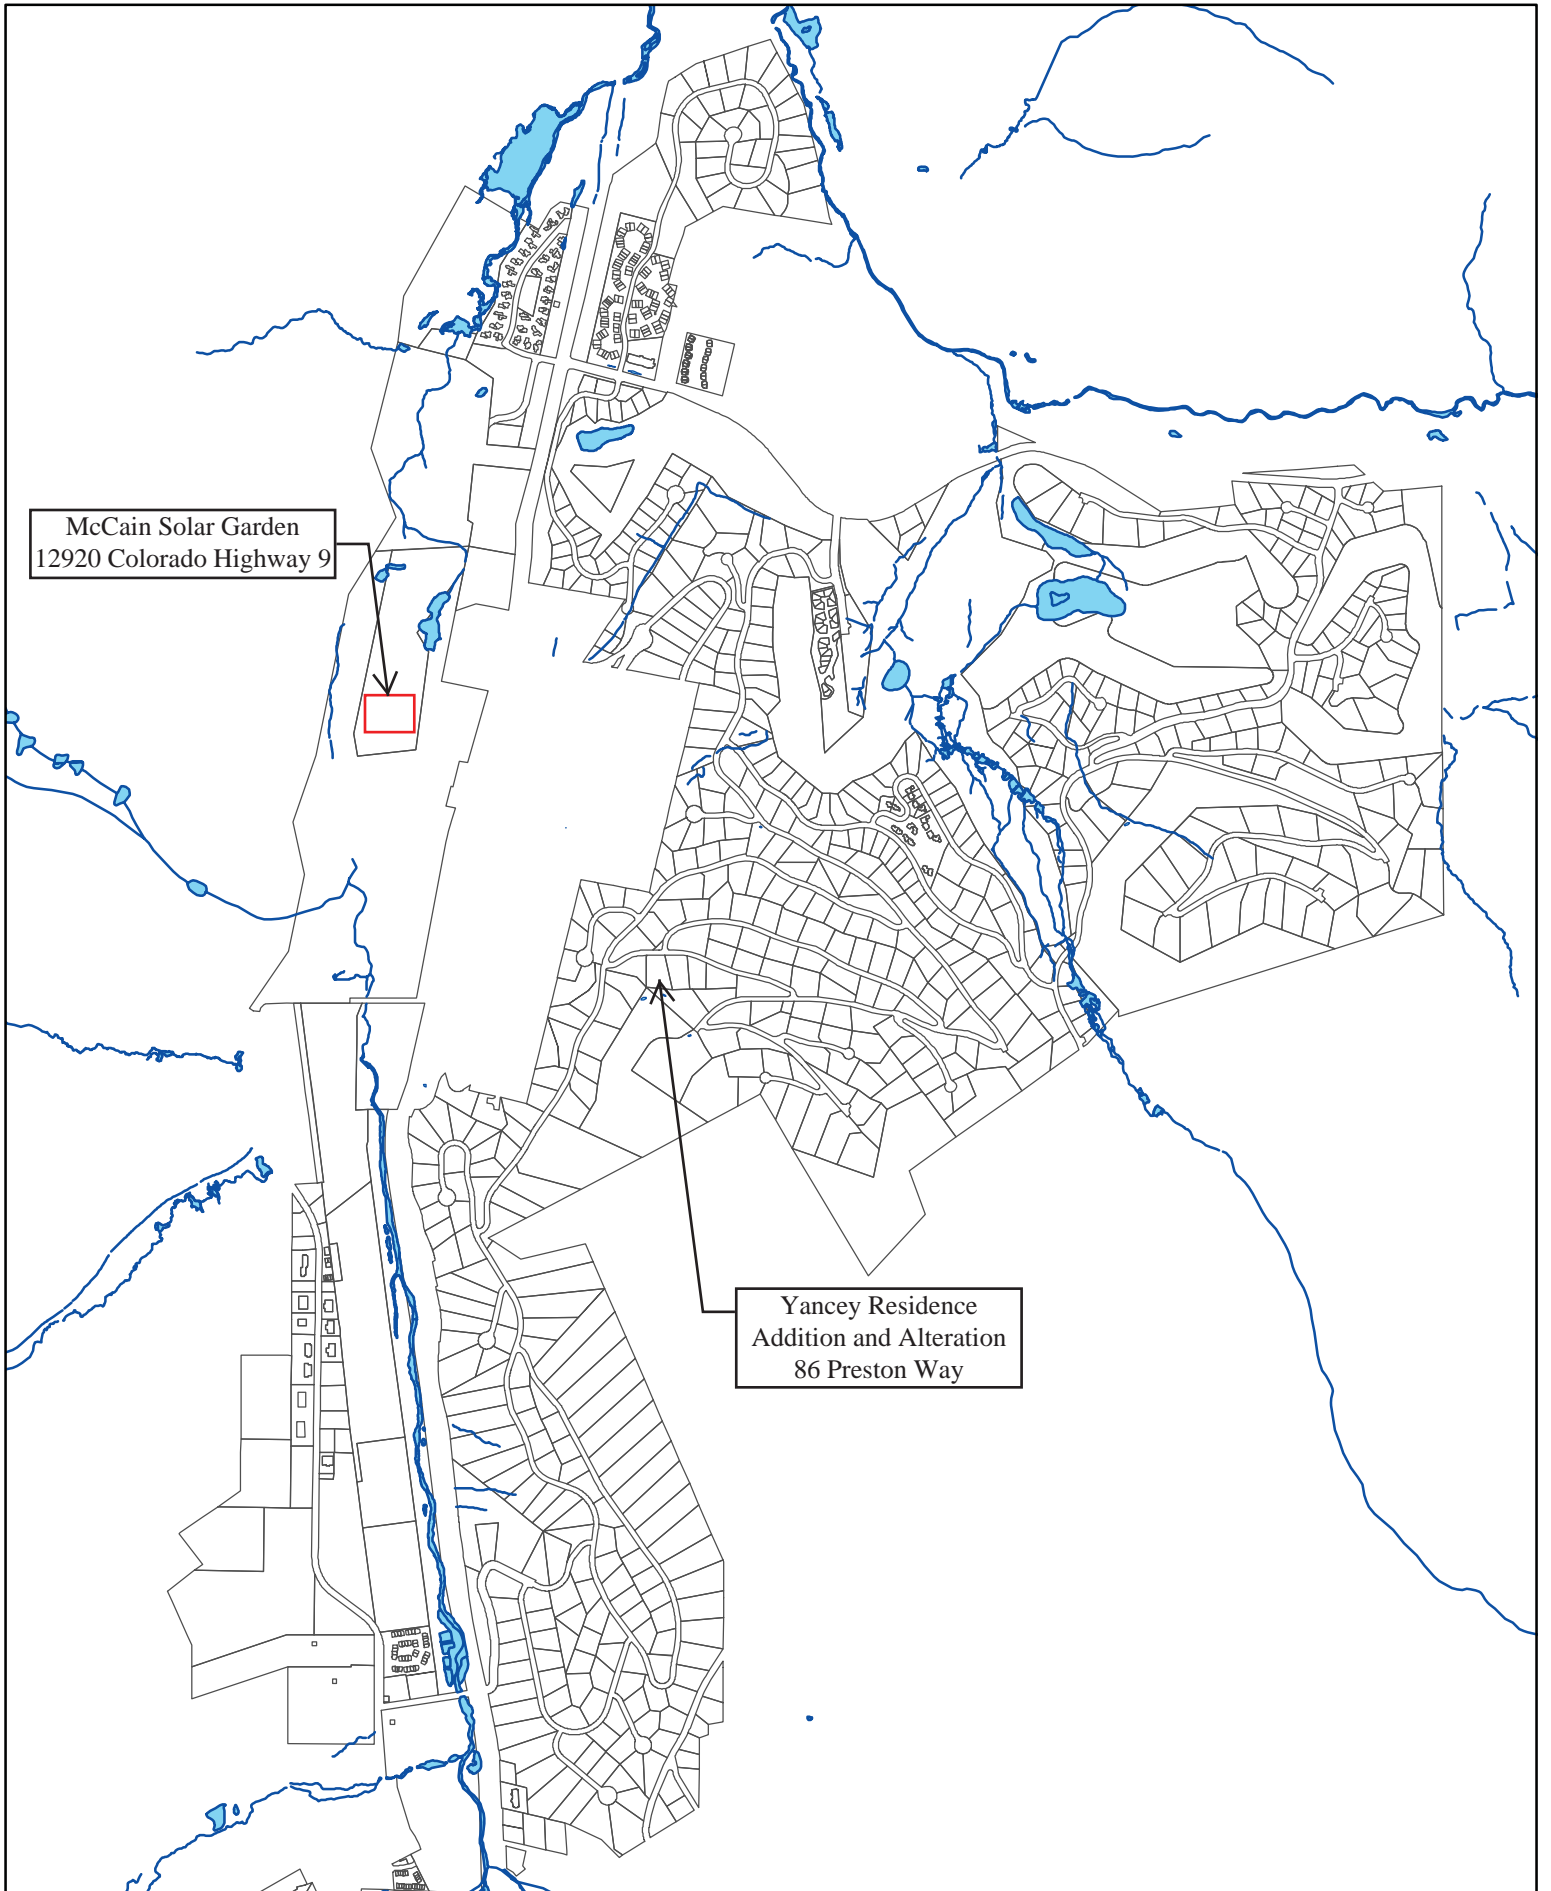 McCain Solar Garden
12920 Colorado Highway 9
Yancey Residence
Addition and Alteration
86 Preston Way